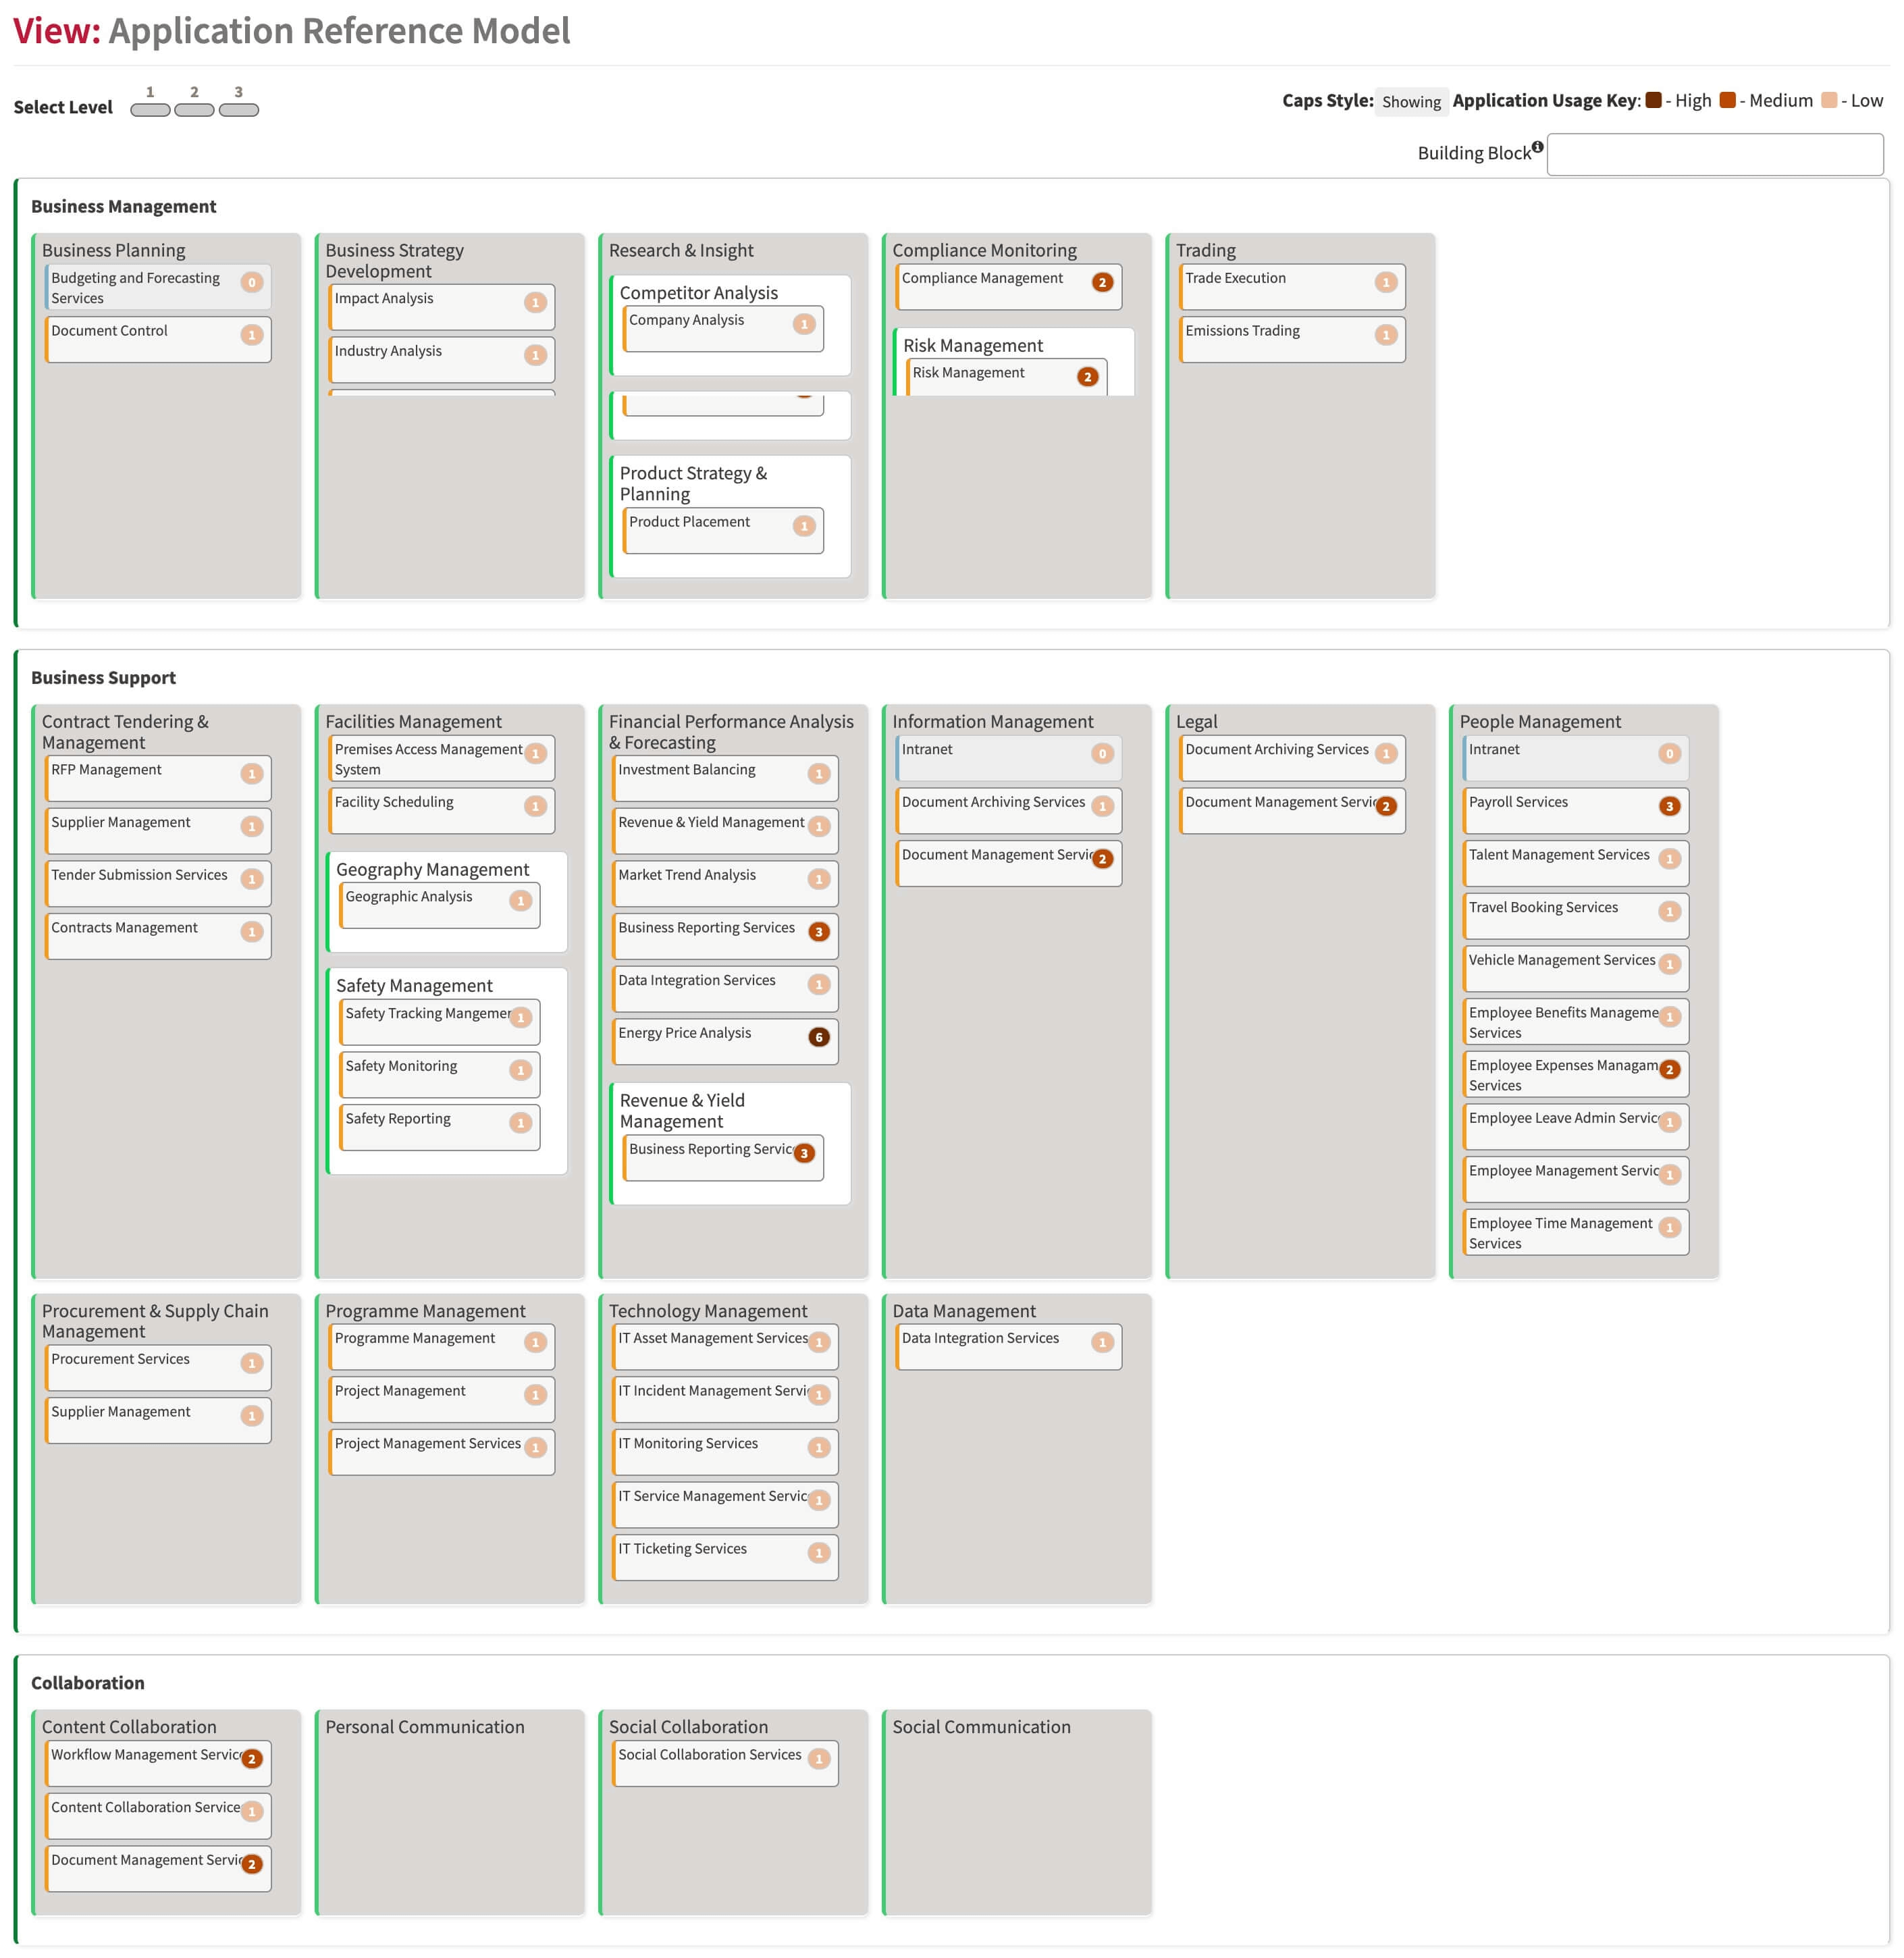 View: Application Reference Model
Select Level
1 2 3
Caps Style: Showing Application Usage Key: - High - Medium - Low
Building Block
Business Management
Business Planning
Budgeting and Forecasting
Services
0
Document Control
1
Business Strategy
Development
Impact Analysis
1
Industry Analysis
1
Research & Insight
Competitor Analysis
Company Analysis
1
Product Strategy &
Planning
Product Placement
1
Compliance Monitoring
Compliance Management
2
Risk Management
Risk Management
2
Trading
Trade Execution
1
Emissions Trading
1
Business Support
Contract Tendering &
Management
RFP Management
1
Supplier Management
1
Tender Submission Services
1
Contracts Management
1
Facilities Management
Premises Access Management
System
1
Facility Scheduling
1
Geography Management
Geographic Analysis
1
Safety Management
Safety Tracking Mangemer
1
Safety Monitoring
1
Safety Reporting
1
Financial Performance Analysis
& Forecasting
Investment Balancing
1
Revenue & Yield Management
1
Market Trend Analysis
1
Business Reporting Services
3
Data Integration Services
1
Energy Price Analysis
6
Revenue & Yield
Management
Business Reporting Servic
3
Information Management
Intranet
0
Document Archiving Services
1
Document Management Servic
2
Legal
Document Archiving Services
1
Document Management Servic
2
People Management
Intranet
0
Payroll Services
3
Talent Management Services
1
Travel Booking Services
1
Vehicle Management Services
1
Employee Benefits Manageme
Services
1
Employee Expenses Managam
Services
2
Employee Leave Admin Servic
1
Employee Management Servic
1
Employee Time Management
Services
1
Procurement & Supply Chain
Management
Procurement Services
1
Supplier Management
1
Programme Management
Programme Management
1
Project Management
1
Project Management Services
1
Technology Management
IT Asset Management Services
1
IT Incident Management Servic
1
IT Monitoring Services
1
IT Service Management Servic
1
IT Ticketing Services
1
Data Management
Data Integration Services
1
Collaboration
Content Collaboration
Workflow Management Servic
2
Content Collaboration Service
1
Document Management Servic
2
Personal Communication
Social Collaboration
Social Collaboration Services
1
Social Communication